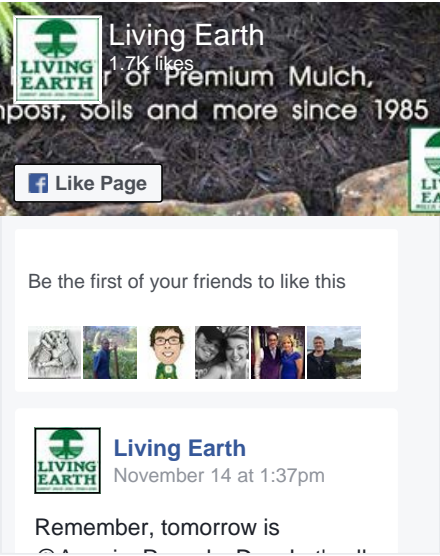 Living Earth
1.7K likes
LIVING
EARTH
of Premium Mulch,
Soils and more since 1985
Like Page
Be the first of your friends to like this
LIVING
EARTH
Living Earth
November 14 at 1:37pm
Remember, tomorrow is